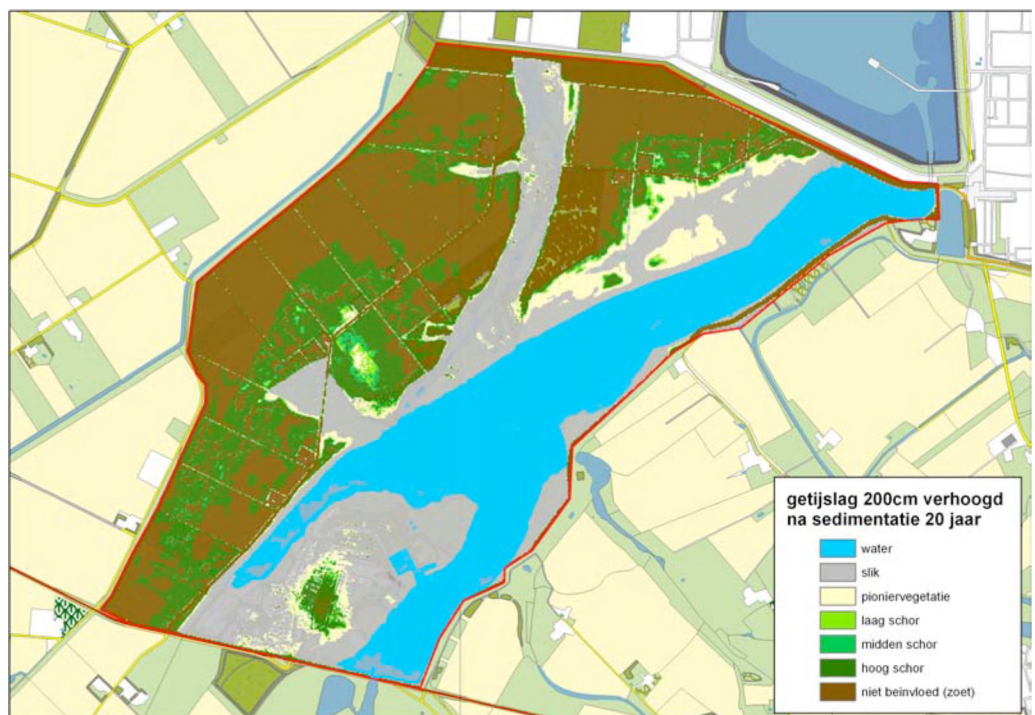 getijslag 200cm verhoogd
na sedimentatie 20 jaar
water
slik
pioniervegetatie
laag schor
midden schor
hoog schor
niet beinvloed (zoet)